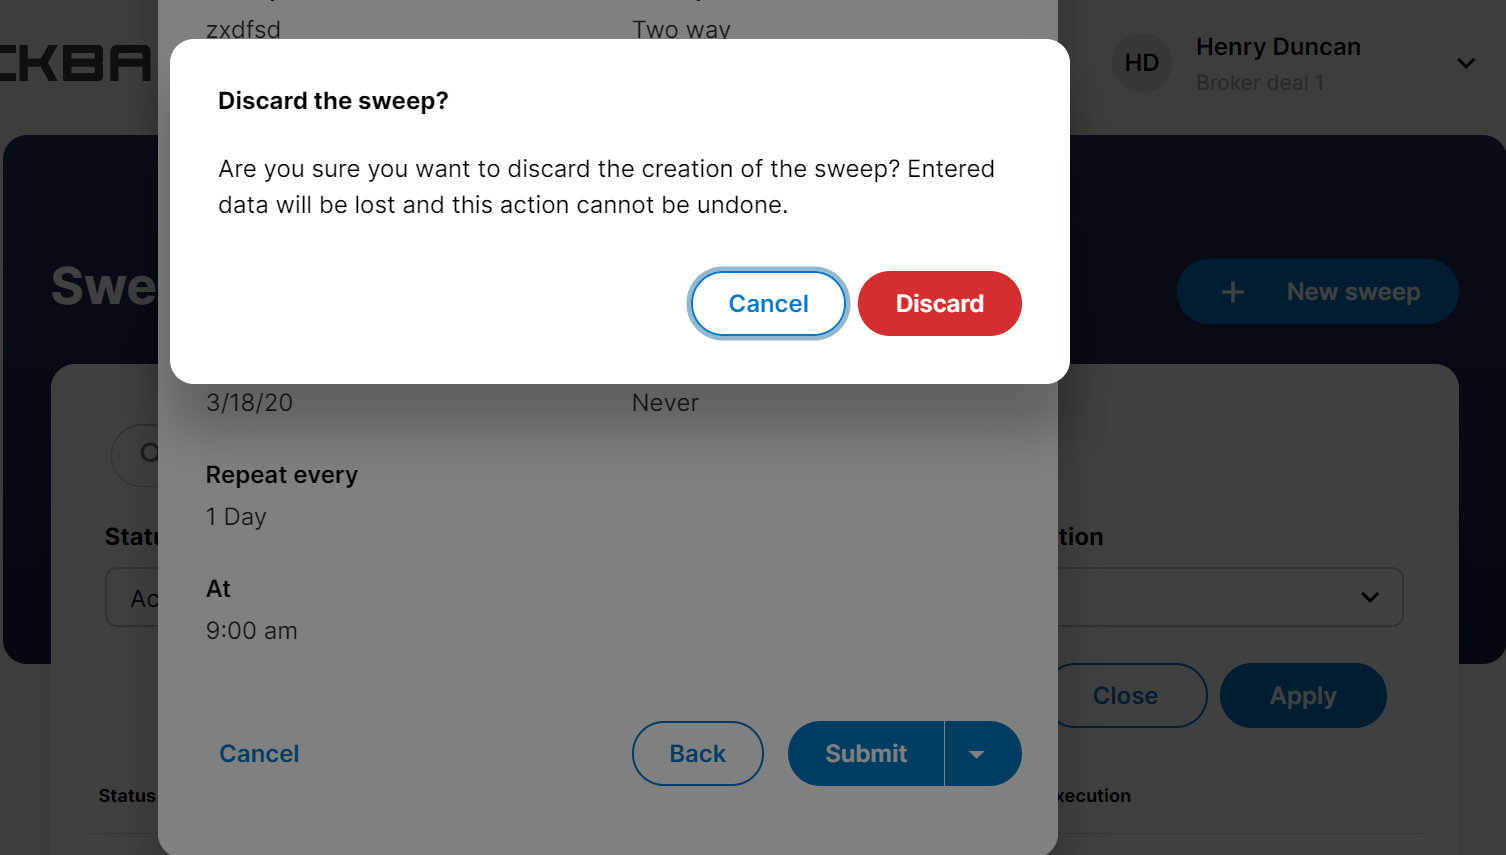 zxdfsd
Two way
CKBA
HD
Henry Duncan
Broker deal 1
Discard the sweep?
Are you sure you want to discard the creation of the sweep? Entered
data will be lost and this action cannot be undone.
Cancel
Discard
Swe
New sweep
3/18/20
Never
Repeat every
1 Day
Statu
tion
At
Ac
9:00 am
Close
Apply
Cancel
Back
Submit
Status
xecution